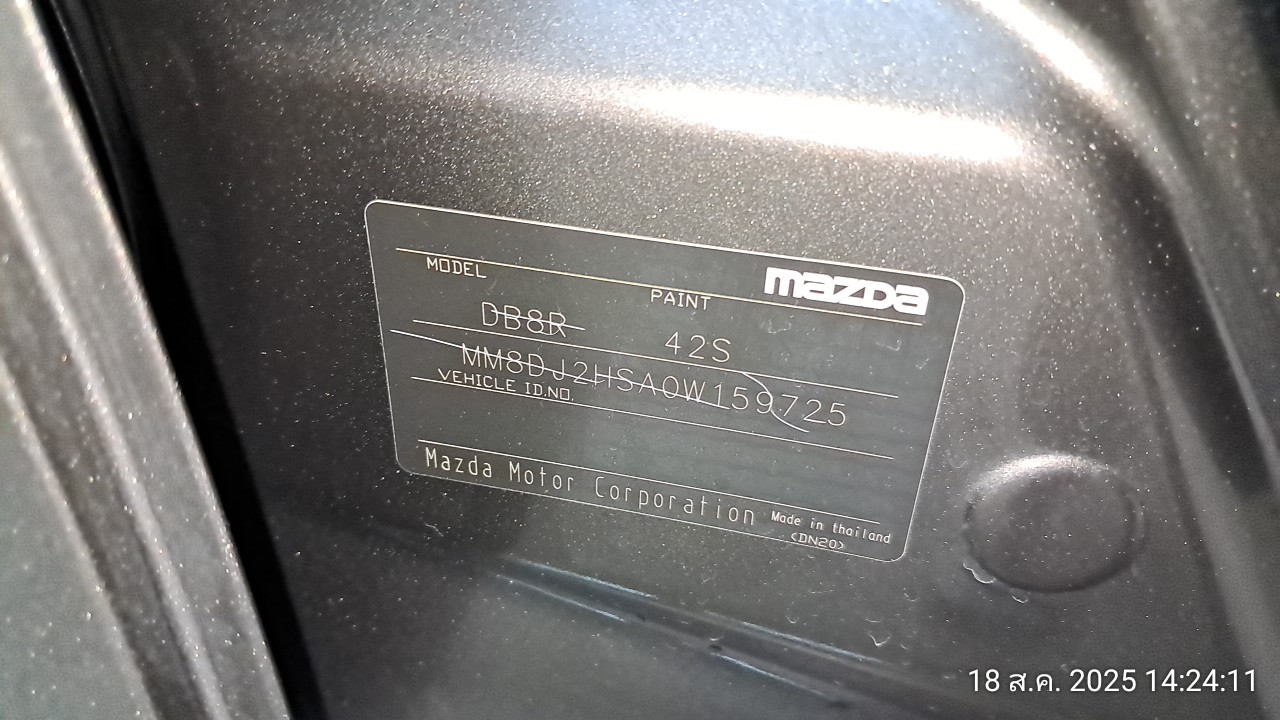 mazda
MODEL PAINT
DB8R 42S
MM8DJ2HSA0W159725
VEHICLE ID.NO.
Mazda Motor Corporation
Made in thailand
<DN20>
18 ส.ค. 2025 14:24:11